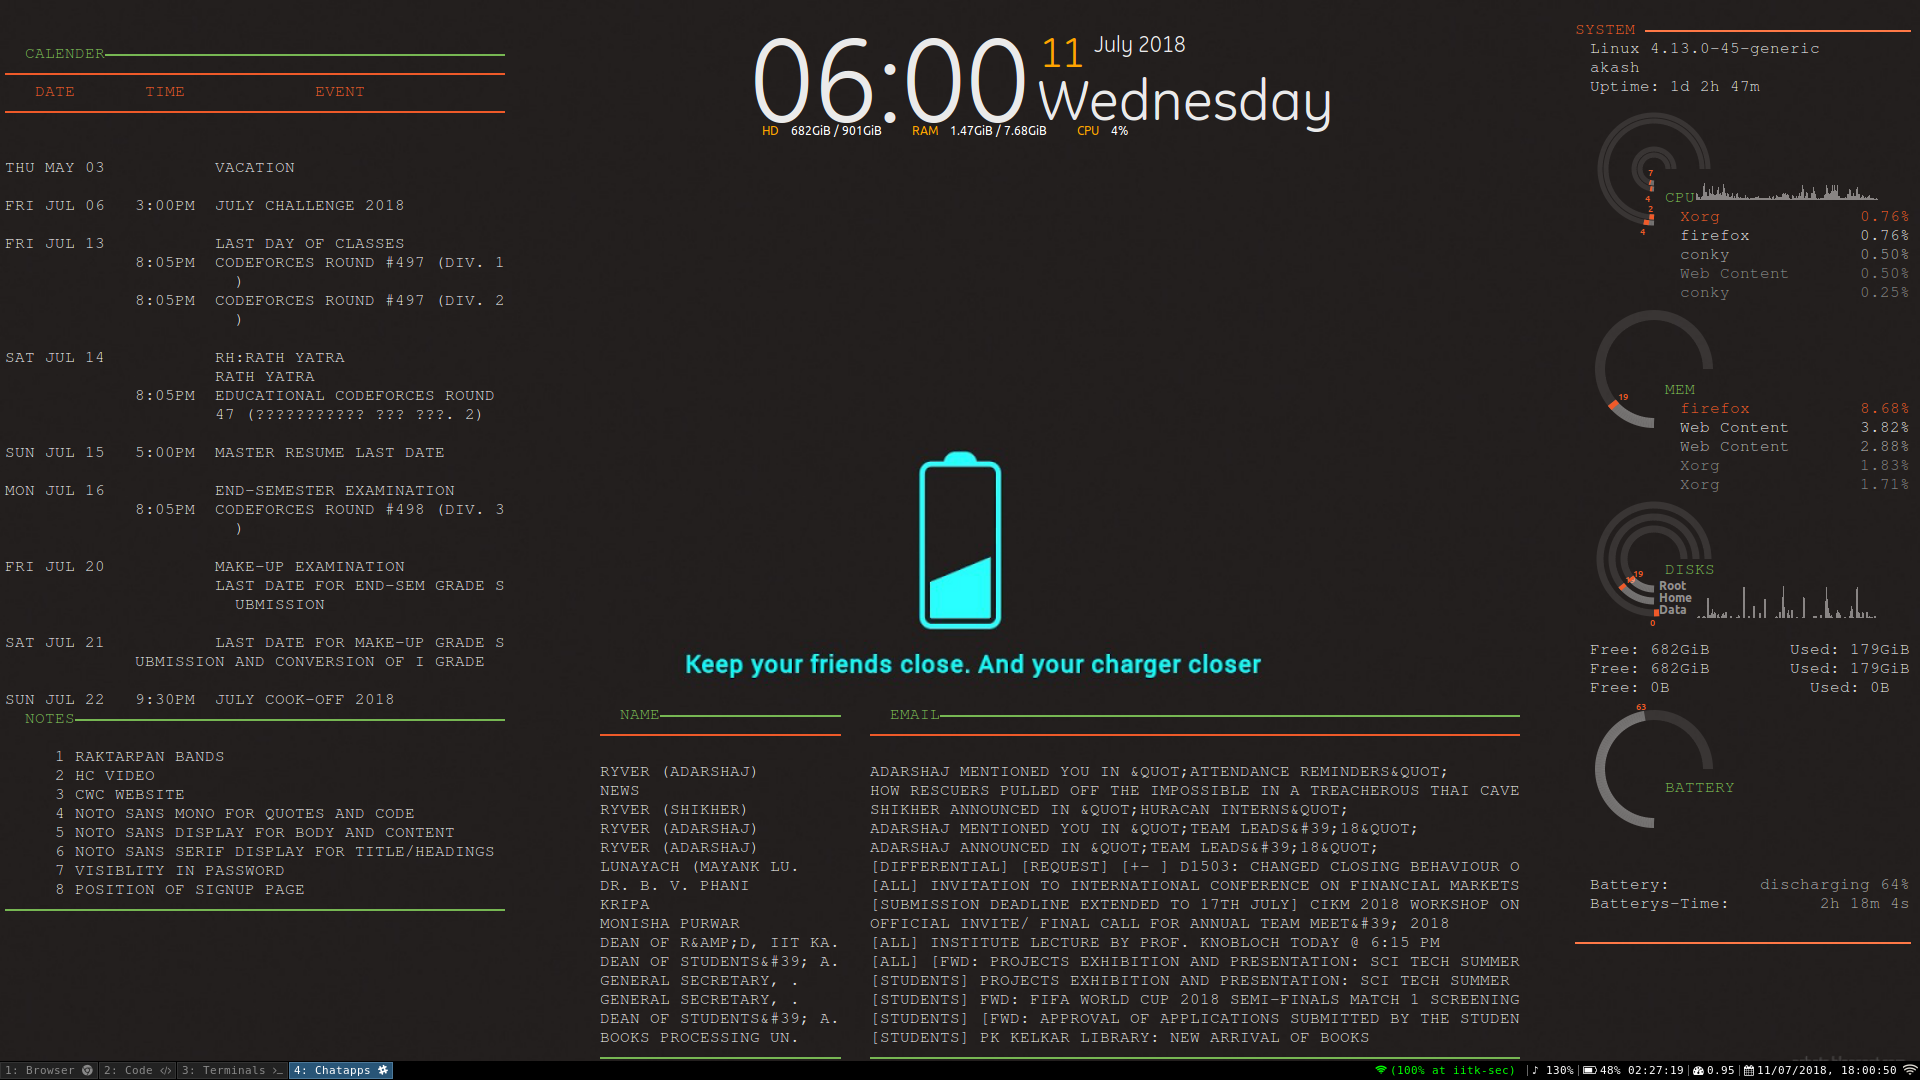 CALENDER
DATE TIME EVENT
THU MAY 03 VACATION
FRI JUL 06 3:00PM JULY CHALLENGE 2018
FRI JUL 13 LAST DAY OF CLASSES
8:05PM CODEFORCES ROUND #497 (DIV. 1
)
8:05PM CODEFORCES ROUND #497 (DIV. 2
)
SAT JUL 14 RH:RATH YATRA
RATH YATRA
8:05PM EDUCATIONAL CODEFORCES ROUND
47 (??????????? ??? ???. 2)
SUN JUL 15 5:00PM MASTER RESUME LAST DATE
MON JUL 16 END-SEMESTER EXAMINATION
8:05PM CODEFORCES ROUND #498 (DIV. 3
)
FRI JUL 20 MAKE-UP EXAMINATION
LAST DATE FOR END-SEM GRADE S
UBMISSION
SAT JUL 21 LAST DATE FOR MAKE-UP GRADE S
UBMISSION AND CONVERSION OF I GRADE
SUN JUL 22 9:30PM JULY COOK-OFF 2018
NOTES
1 RAKTARPAN BANDS
2 HC VIDEO
3 CWC WEBSITE
4 NOTO SANS MONO FOR QUOTES AND CODE
5 NOTO SANS DISPLAY FOR BODY AND CONTENT
6 NOTO SANS SERIF DISPLAY FOR TITLE/HEADINGS
7 VISIBLITY IN PASSWORD
8 POSITION OF SIGNUP PAGE
06:00 11 July 2018
Wednesday
HD 682GiB / 901GiB RAM 1.47GiB / 7.68GiB CPU 4%
Keep your friends close. And your charger closer
NAME EMAIL
RYVER (ADARSHAJ) ADARSHAJ MENTIONED YOU IN &QUOT;ATTENDANCE REMINDERS&QUOT;
NEWS HOW RESCUERS PULLED OFF THE IMPOSSIBLE IN A TREACHEROUS THAI CAVE
RYVER (SHIKHER) SHIKHER ANNOUNCED IN &QUOT;HURACAN INTERNS&QUOT;
RYVER (ADARSHAJ) ADARSHAJ MENTIONED YOU IN &QUOT;TEAM LEADS&#39;18&QUOT;
RYVER (ADARSHAJ) ADARSHAJ ANNOUNCED IN &QUOT;TEAM LEADS&#39;18&QUOT;
LUNAYACH (MAYANK LU. [DIFFERENTIAL] [REQUEST] [+- ] D1503: CHANGED CLOSING BEHAVIOUR O
DR. B. V. PHANI [ALL] INVITATION TO INTERNATIONAL CONFERENCE ON FINANCIAL MARKETS
KRIPA [SUBMISSION DEADLINE EXTENDED TO 17TH JULY] CIKM 2018 WORKSHOP ON
MONISHA PURWAR OFFICIAL INVITE/ FINAL CALL FOR ANNUAL TEAM MEET&#39; 2018
DEAN OF R&AMP;D, IIT KA. [ALL] INSTITUTE LECTURE BY PROF. KNOBLOCH TODAY @ 6:15 PM
DEAN OF STUDENTS&#39; A. [ALL] [FWD: PROJECTS EXHIBITION AND PRESENTATION: SCI TECH SUMMER
GENERAL SECRETARY, . [STUDENTS] PROJECTS EXHIBITION AND PRESENTATION: SCI TECH SUMMER
GENERAL SECRETARY, . [STUDENTS] FWD: FIFA WORLD CUP 2018 SEMI-FINALS MATCH 1 SCREENING
DEAN OF STUDENTS&#39; A. [STUDENTS] [FWD: APPROVAL OF APPLICATIONS SUBMITTED BY THE STUDEN
BOOKS PROCESSING UN. [STUDENTS] PK KELKAR LIBRARY: NEW ARRIVAL OF BOOKS
SYSTEM
Linux 4.13.0-45-generic
akash
Uptime: 1d 2h 47m
7
4
2
4
CPU
Xorg 0.76%
firefox 0.76%
conky 0.50%
Web Content 0.50%
conky 0.25%
19
MEM
firefox 8.68%
Web Content 3.82%
Web Content 2.88%
Xorg 1.83%
Xorg 1.71%
DISKS
19
Root
Home
Data
0
Free: 682GiB Used: 179GiB
Free: 682GiB Used: 179GiB
Free: 0B Used: 0B
63
BATTERY
Battery: discharging 64%
Batterys-Time: 2h 18m 4s
1: Browser 2: Code </> 3: Terminals >_ 4: Chatapps (100% at iitk-sec) ♪ 130% 48% 02:27:19 0.95 11/07/2018, 18:00:50